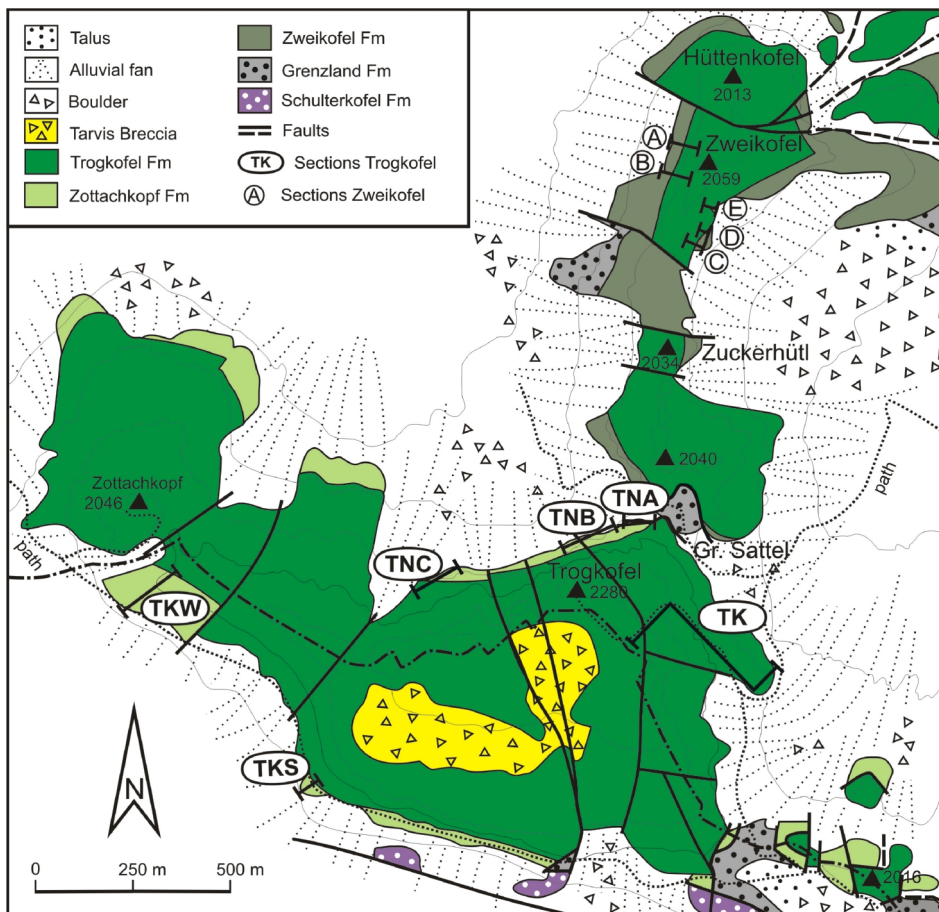 Talus
Alluvial fan
Boulder
Tarvis Breccia
Trogkofel Fm
Zottachkopf Fm
Zweikofel Fm
Grenzland Fm
Schulterkofel Fm
Faults
TK Sections Trogkofel
A Sections Zweikofel
Hüttenkofel
2013
A
Zweikofel
B
2059
E
D
C
Zuckerhütl
2034
2040
path
Zottachkopf
2046
TNA
TNB
Gr. Sattel
path
TNC
Trogkofel
2280
TKW
TK
TKS
N
0 250 m 500 m
2016